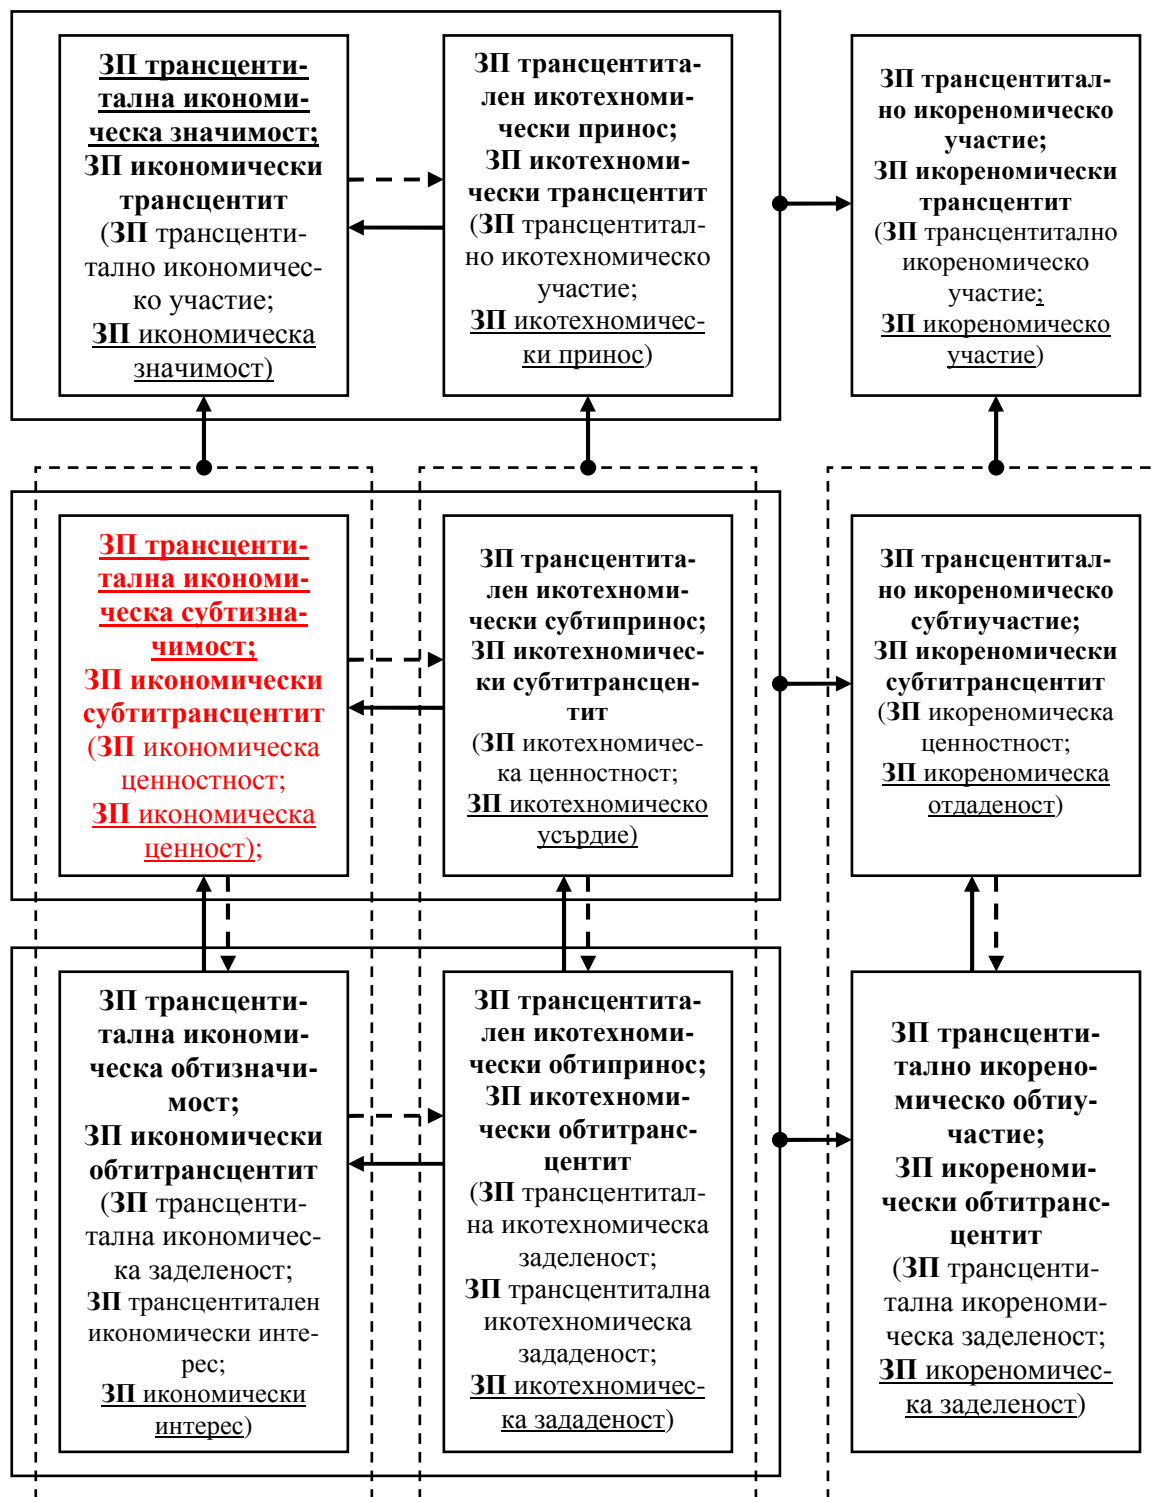 ЗП трансценти-
тална икономи-
ческа значимост;
ЗП икономически
трансцентит
(ЗП трансценти-
тално икономичес-
ко участие;
ЗП икономическа
значимост)
ЗП трансцентита-
лен икотехноми-
чески принос;
ЗП икотехноми-
чески трансцентит
(ЗП трансцентитал-
но икотехномическо
участие;
ЗП икотехномичес-
ки принос)
ЗП трансцентитал-
но икореномическо
участие;
ЗП икореномически
трансцентит
(ЗП трансцентитално
икореномическо
участие;
ЗП икореномическо
участие)
ЗП трансценти-
тална икономи-
ческа субтизна-
чимост;
ЗП икономически
субтитрансцентит
(ЗП икономическа
ценностност;
ЗП икономическа
ценност);
ЗП трансцентита-
лен икотехноми-
чески субтипринос;
ЗП икотехномичес-
ки субтитрансцен-
тит
(ЗП икотехномичес-
ка ценностност;
ЗП икотехномическо
усърдие)
ЗП трансцентитал-
но икореномическо
субтиучастие;
ЗП икореномически
субтитрансцентит
(ЗП икореномическа
ценностност;
ЗП икореномическа
отдаденост)
ЗП трансценти-
тална икономи-
ческа обтизначи-
мост;
ЗП икономически
обтитрансцентит
(ЗП трансценти-
тална икономичес-
ка заделеност;
ЗП трансцентитален
икономически инте-
рес;
ЗП икономически
интерес)
ЗП трансцентита-
лен икотехноми-
чески обтипринос;
ЗП икотехноми-
чески обтитранс-
центит
(ЗП трансцентитал-
на икотехномическа
заделеност;
ЗП трансцентитална
икотехномическа
зададеност;
ЗП икотехномичес-
ка зададеност)
ЗП трансценти-
тално икорено-
мическо обтиу-
частие;
ЗП икореноми-
чески обтитранс-
центит
(ЗП трансценти-
тална икореноми-
ческа заделеност;
ЗП икореномичес-
ка заделеност)